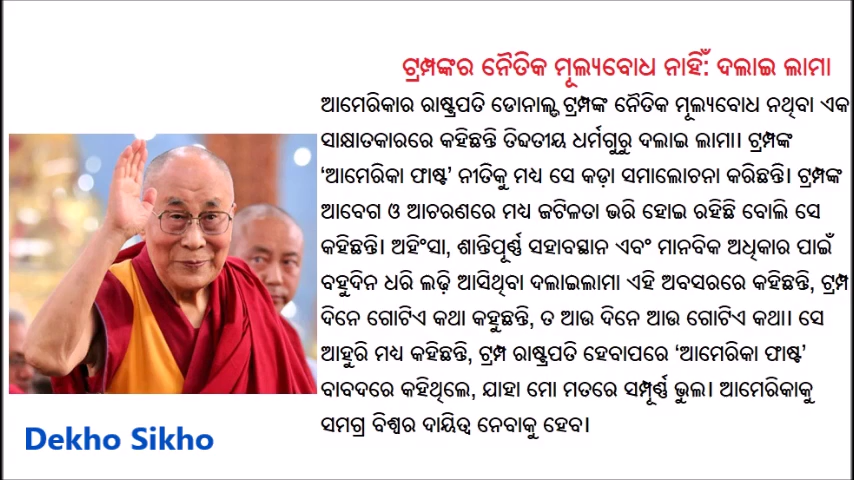 ଟ୍ରମ୍ପଙ୍କର ନୈତିକ ମୂଲ୍ୟବୋଧ ନାହିଁ: ଦଲାଇ ଲାମା
ଆମେରିକାର ରାଷ୍ଟ୍ରପତି ଡୋନାଲ୍ଡ ଟ୍ରମ୍ପଙ୍କ ନୈତିକ ମୂଲ୍ୟବୋଧ ନଥିବା ଏକ
ସାକ୍ଷାତକାରରେ କହିଛନ୍ତି ତିବ୍ବତୀୟ ଧର୍ମଗୁରୁ ଦଲାଇ ଲାମା। ଟ୍ରମ୍ପଙ୍କ
‘ଆମେରିକା ଫାଷ୍ଟ’ ନୀତିକୁ ମଧ୍ୟ ସେ କଡ଼ା ସମାଲୋଚନା କରିଛନ୍ତି। ଟ୍ରମ୍ପଙ୍କ
ଆବେଗ ଓ ଆଚରଣରେ ମଧ୍ୟ ଜଟିଳତା ଭରି ହୋଇ ରହିଛି ବୋଲି ସେ
କହିଛନ୍ତି। ଅହିଂସା, ଶାନ୍ତିପୂର୍ଣ୍ଣ ସହାବସ୍ଥାନ ଏବଂ ମାନବିକ ଅଧିକାର ପାଇଁ
ବହୁଦିନ ଧରି ଲଢ଼ି ଆସିଥିବା ଦଲାଇଲାମା ଏହି ଅବସରରେ କହିଛନ୍ତି, ଟ୍ରମ୍ପ
ଦିନେ ଗୋଟିଏ କଥା କହୁଛନ୍ତି, ତ ଆଉ ଦିନେ ଆଉ ଗୋଟିଏ କଥା। ସେ
ଆହୁରି ମଧ୍ୟ କହିଛନ୍ତି, ଟ୍ରମ୍ପ ରାଷ୍ଟ୍ରପତି ହେବାପରେ ‘ଆମେରିକା ଫାଷ୍ଟ’
ବାବଦରେ କହିଥିଲେ, ଯାହା ମୋ ମତରେ ସମ୍ପୂର୍ଣ୍ଣ ଭୁଲ। ଆମେରିକାକୁ
ସମଗ୍ର ବିଶ୍ୱର ଦାୟିତ୍ୱ ନେବାକୁ ହେବ।
Dekho Sikho